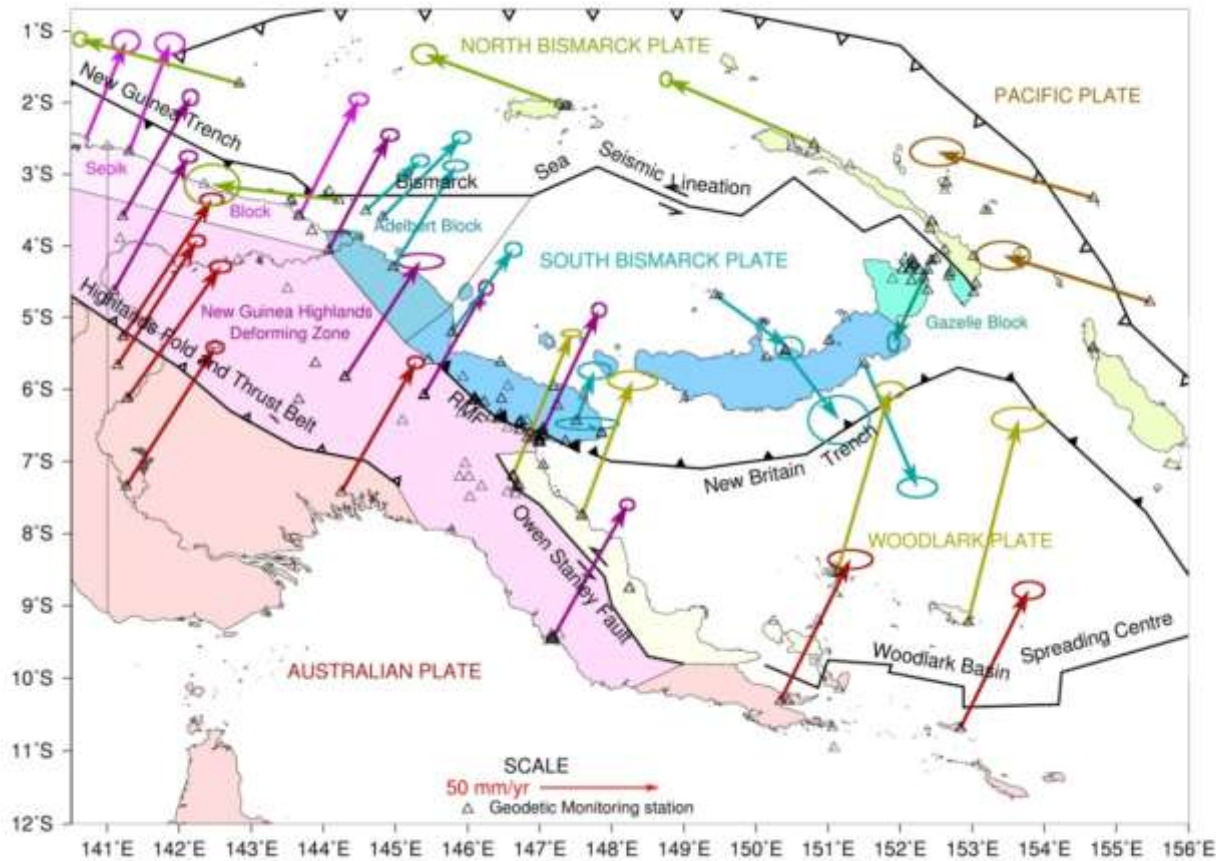 1°S
2°S
3°S
4°S
5°S
6°S
7°S
8°S
9°S
10°S
11°S
12°S
NORTH BISMARCK PLATE
PACIFIC PLATE
New Guinea Trench
Sepik
Block
Bismarck
Sea
Seismic Lineation
Adelbert Block
SOUTH BISMARCK PLATE
Gazelle Block
New Guinea Highlands
Deforming Zone
Highlands Fold and Thrust Belt
RMF
New Britain
Trench
Owen Stanley Fault
WOODLARK PLATE
AUSTRALIAN PLATE
Woodlark Basin
Spreading Centre
SCALE
50 mm/yr
Geodetic Monitoring station
141°E 142°E 143°E 144°E 145°E 146°E 147°E 148°E 149°E 150°E 151°E 152°E 153°E 154°E 155°E 156°E